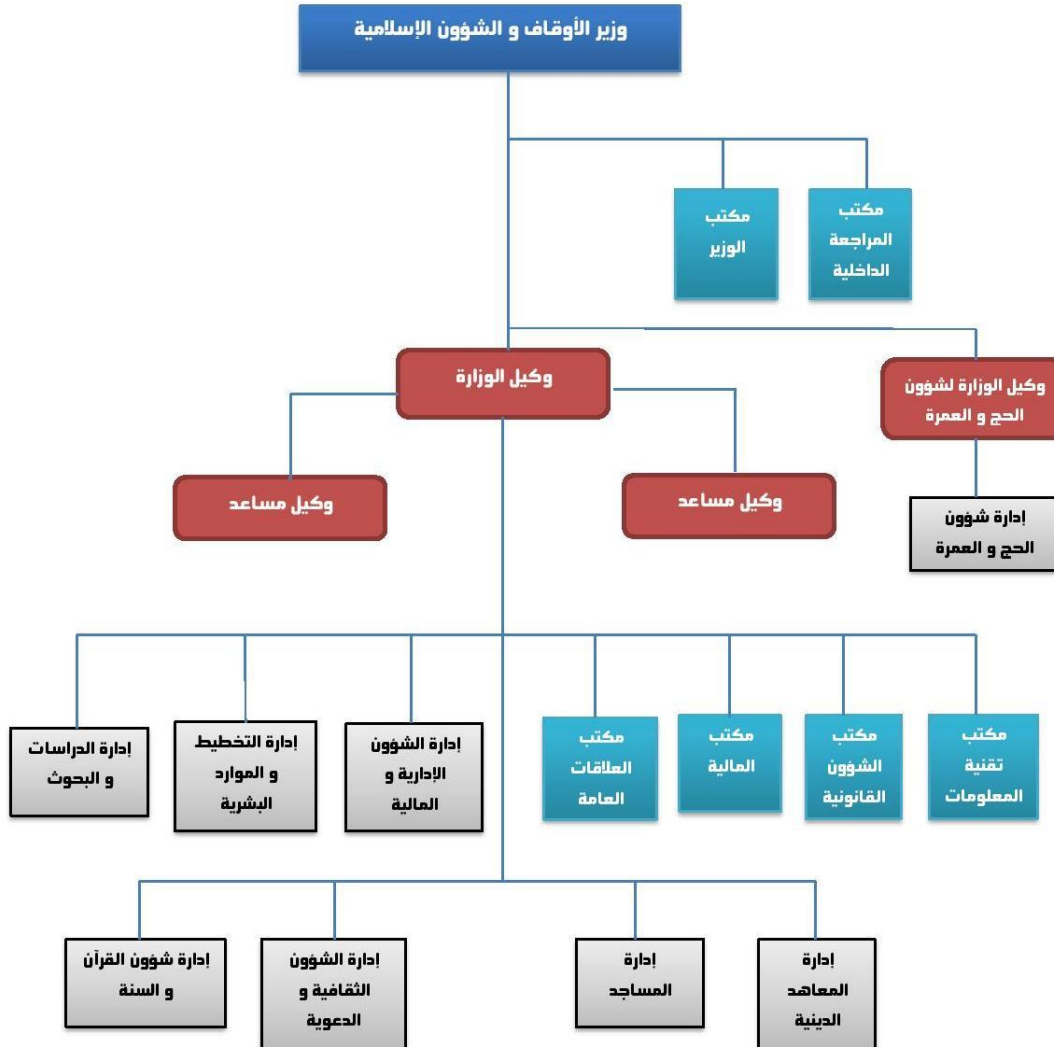 وزير الأوقاف و الشؤون الإسلامية
مكتب
المراجعة
الداخلية
مكتب
الوزير
وكيل الوزارة لشؤون
الحج و العمرة
وكيل الوزارة
وكيل مساعد
وكيل مساعد
إدارة شؤون
الحج و العمرة
مكتب
تقنية
المعلومات
مكتب
الشؤون
القانونية
مكتب
المالية
مكتب
العلاقات
العامة
إدارة الشؤون
الإدارية و
المالية
إدارة التخطيط
و الموارد
البشرية
إدارة الدراسات
و البحوث
إدارة
المعاهد
الدينية
إدارة
المساجد
إدارة الشؤون
الثقافية و
الدعوية
إدارة شؤون القرآن
و السنة